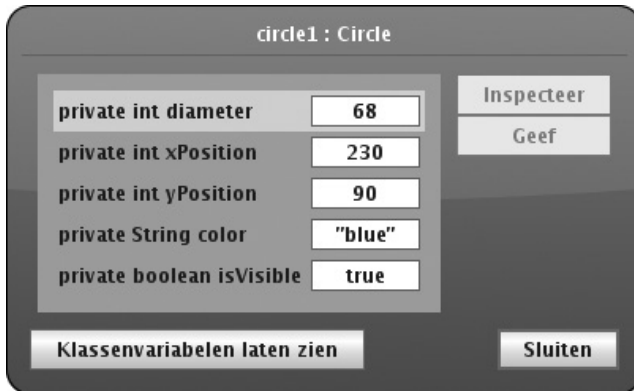 circle1 : Circle
private int diameter 68
private int xPosition 230
private int yPosition 90
private String color "blue"
private boolean isVisible true
Inspecteer
Geef
Klassenvariabelen laten zien
Sluiten